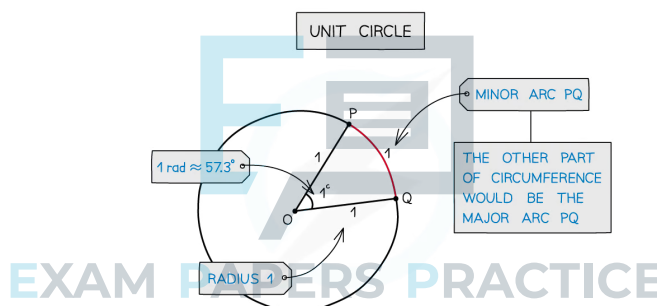 UNIT CIRCLE
P
MINOR ARC PQ
1
1
THE OTHER PART
OF CIRCUMFERENCE
WOULD BE THE
MAJOR ARC PQ
1 rad ≈ 57.3°
1ᶜ
Q
O
1
RADIUS 1
EXAM PAPERS PRACTICE